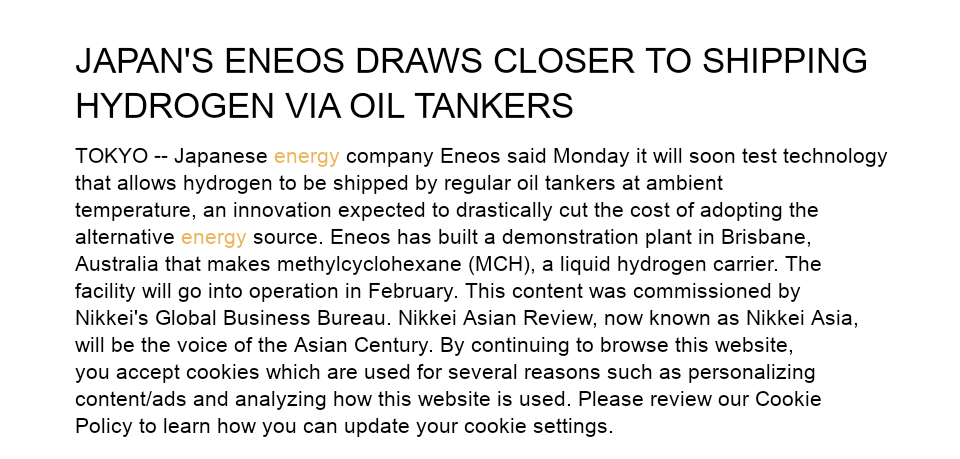 JAPAN'S ENEOS DRAWS CLOSER TO SHIPPING
HYDROGEN VIA OIL TANKERS
TOKYO -- Japanese energy company Eneos said Monday it will soon test technology
that allows hydrogen to be shipped by regular oil tankers at ambient
temperature, an innovation expected to drastically cut the cost of adopting the
alternative energy source. Eneos has built a demonstration plant in Brisbane,
Australia that makes methylcyclohexane (MCH), a liquid hydrogen carrier. The
facility will go into operation in February. This content was commissioned by
Nikkei's Global Business Bureau. Nikkei Asian Review, now known as Nikkei Asia,
will be the voice of the Asian Century. By continuing to browse this website,
you accept cookies which are used for several reasons such as personalizing
content/ads and analyzing how this website is used. Please review our Cookie
Policy to learn how you can update your cookie settings.